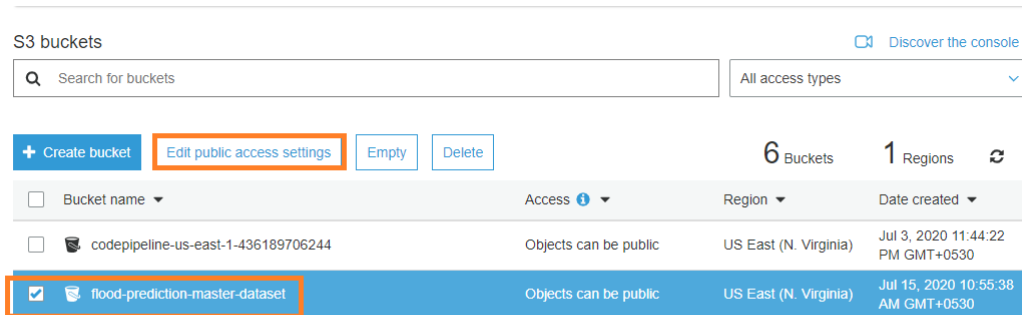 S3 buckets
Discover the console
Search for buckets
All access types
+ Create bucket
Edit public access settings
Empty
Delete
6 Buckets
1 Regions
Bucket name
Access
Region
Date created
codepipeline-us-east-1-436189706244
Objects can be public
US East (N. Virginia)
Jul 3, 2020 11:44:22
PM GMT+0530
flood-prediction-master-dataset
Objects can be public
US East (N. Virginia)
Jul 15, 2020 10:55:38
AM GMT+0530